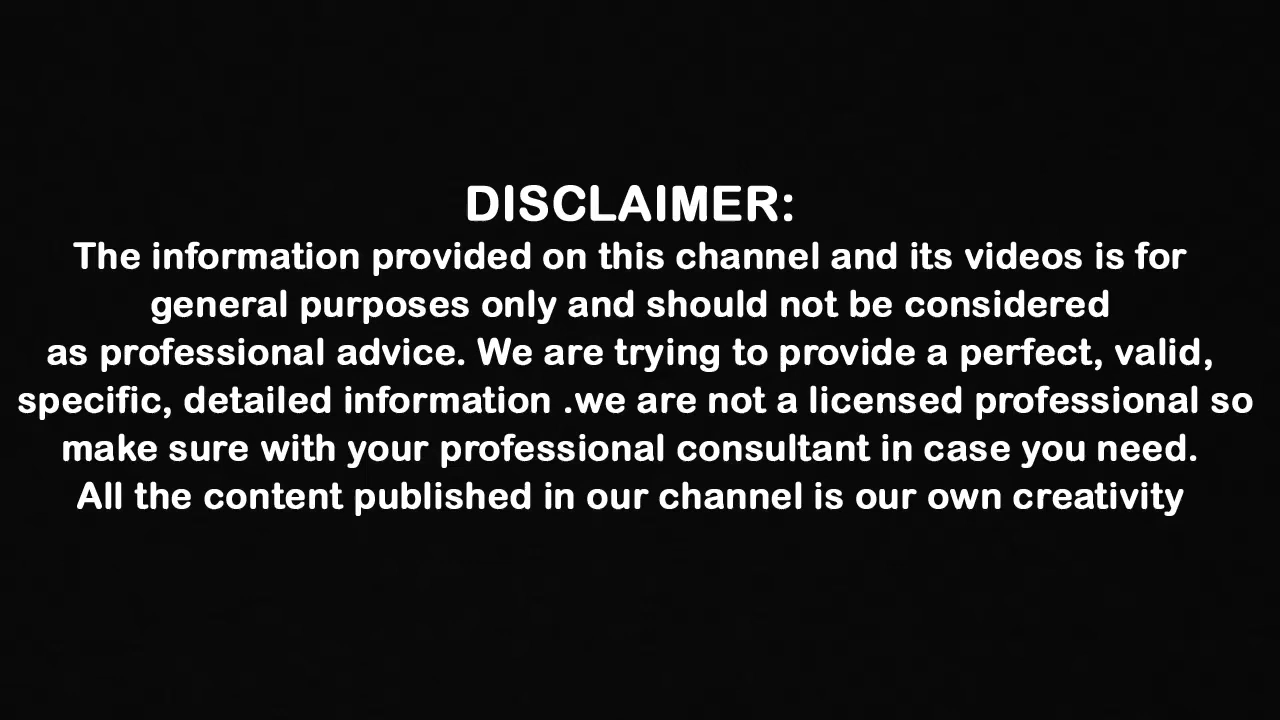 DISCLAIMER:
The information provided on this channel and its videos is for
general purposes only and should not be considered
as professional advice. We are trying to provide a perfect, valid,
specific, detailed information .we are not a licensed professional so
make sure with your professional consultant in case you need.
All the content published in our channel is our own creativity